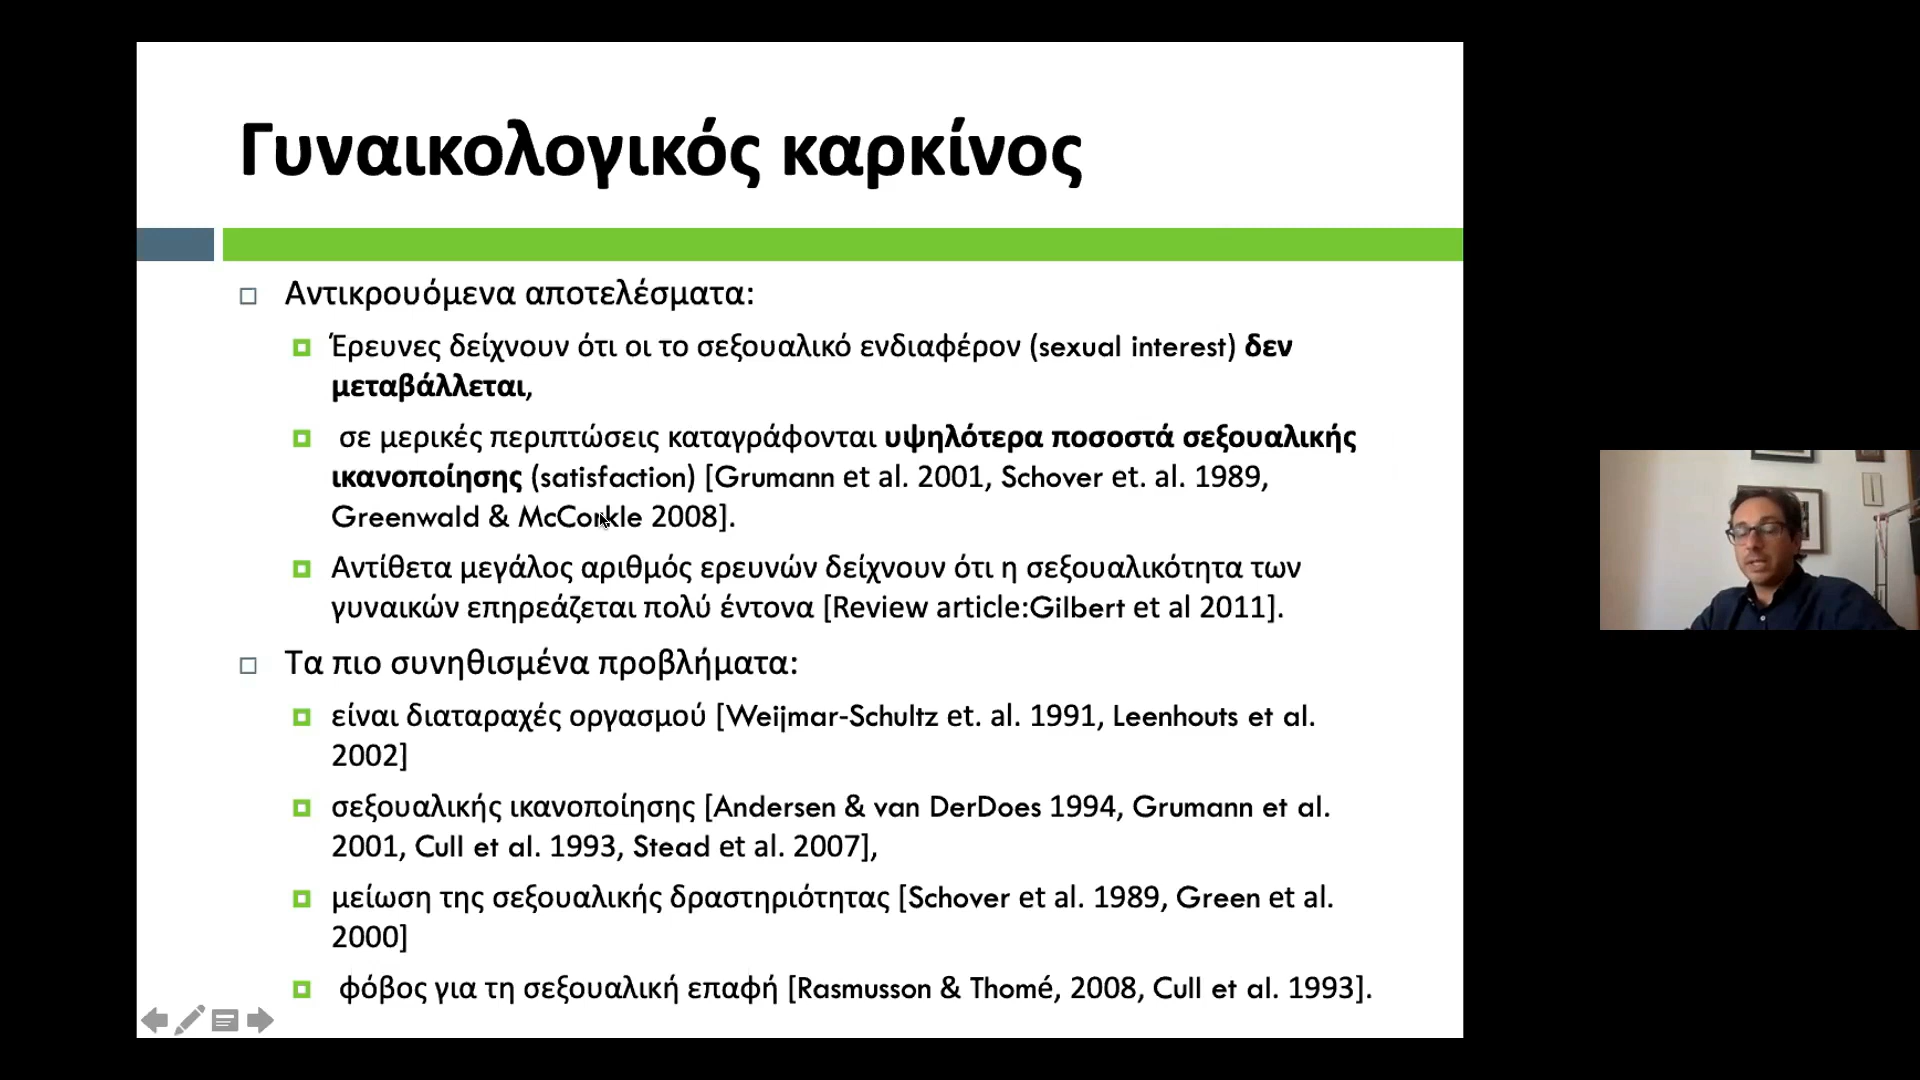 Γυναικολογικός καρκίνος
Αντικρουόμενα αποτελέσματα:
Έρευνες δείχνουν ότι οι το σεξουαλικό ενδιαφέρον (sexual interest) δεν
μεταβάλλεται,
σε μερικές περιπτώσεις καταγράφονται υψηλότερα ποσοστά σεξουαλικής
ικανοποίησης (satisfaction) [Grumann et al. 2001, Schover et. al. 1989,
Greenwald & McCorkle 2008].
Αντίθετα μεγάλος αριθμός ερευνών δείχνουν ότι η σεξουαλικότητα των
γυναικών επηρεάζεται πολύ έντονα [Review article:Gilbert et al 2011].
Τα πιο συνηθισμένα προβλήματα:
είναι διαταραχές οργασμού [Weijmar-Schultz et. al. 1991, Leenhouts et al.
2002]
σεξουαλικής ικανοποίησης [Andersen & van DerDoes 1994, Grumann et al.
2001, Cull et al. 1993, Stead et al. 2007],
μείωση της σεξουαλικής δραστηριότητας [Schover et al. 1989, Green et al.
2000]
φόβος για τη σεξουαλική επαφή [Rasmusson & Thomé, 2008, Cull et al. 1993].